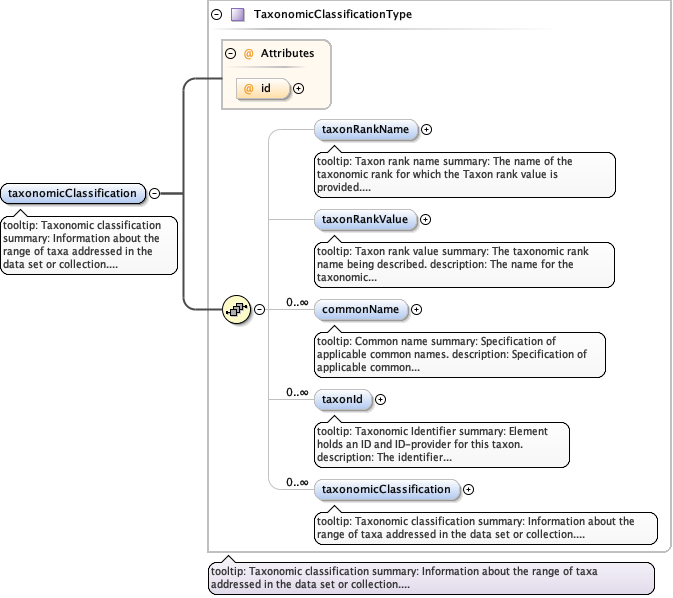 TaxonomicClassificationType
@ Attributes
@ id
taxonRankName
tooltip: Taxon rank name summary: The name of the
taxonomic rank for which the Taxon rank value is
provided....
taxonomicClassification
tooltip: Taxonomic classification
summary: Information about the
range of taxa addressed in the
data set or collection....
taxonRankValue
tooltip: Taxon rank value summary: The taxonomic rank
name being described. description: The name for the
taxonomic...
0..∞
commonName
tooltip: Common name summary: Specification of
applicable common names. description: Specification of
applicable common...
0..∞
taxonId
tooltip: Taxonomic Identifier summary: Element
holds an ID and ID-provider for this taxon.
description: The identifier...
0..∞
taxonomicClassification
tooltip: Taxonomic classification summary: Information about the
range of taxa addressed in the data set or collection....
tooltip: Taxonomic classification summary: Information about the range of taxa
addressed in the data set or collection....